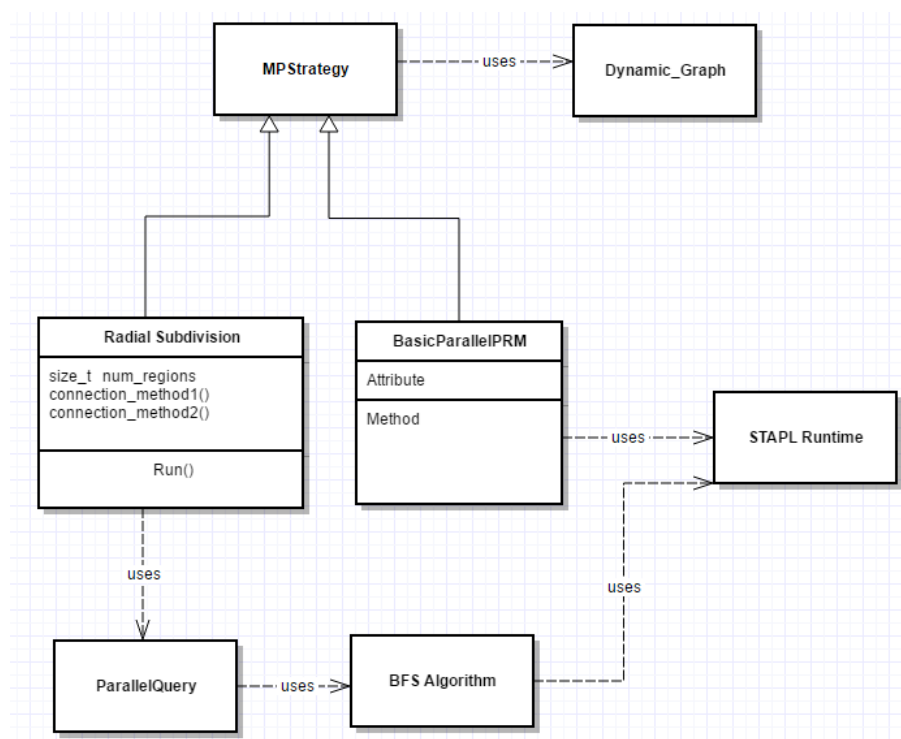 MPStrategy
uses
Dynamic_Graph
Radial Subdivision
size_t num_regions
connection_method1()
connection_method2()
Run()
BasicParallelPRM
Attribute
Method
uses
STAPL Runtime
uses
uses
ParallelQuery
uses
BFS Algorithm